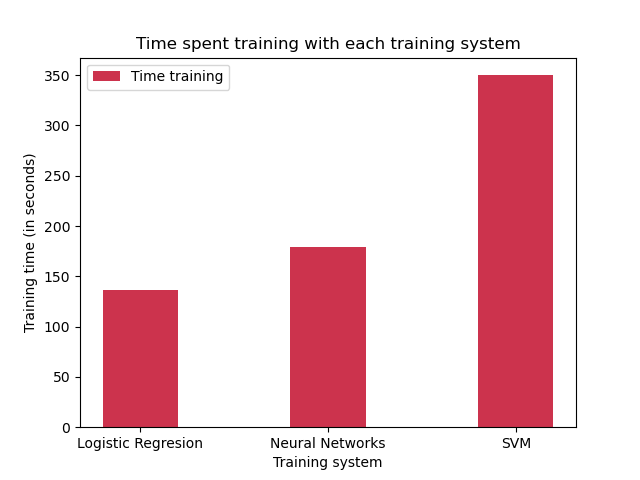 Time spent training with each training system
Time training
350
300
250
200
150
100
50
0
Training time (in seconds)
Logistic Regresion
Neural Networks
SVM
Training system